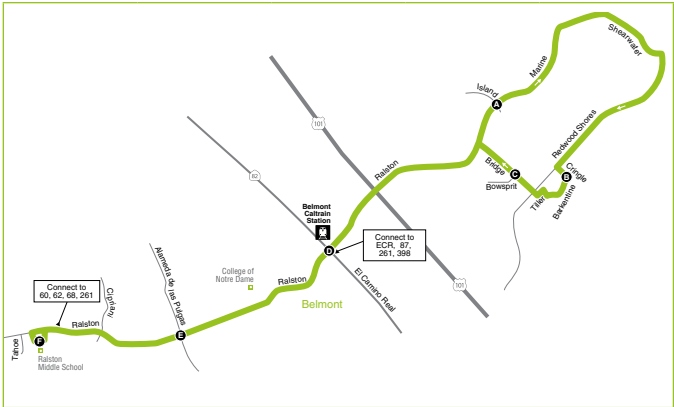 Shearwater
Marine
Island
A
101
Redwood Shores
Ralston
Bridge
C
Cringle
B
Bowsprit
Tiller
Barkentine
82
Belmont
Caltrain
Station
D
Connect to
ECR, 87,
261, 398
Alameda de las Pulgas
College of
Notre Dame
Ralston
El Camino Real
101
Belmont
Connect to
60, 62, 68, 261
Cipriani
Ralston
E
Tahoe
F
Ralston
Middle School